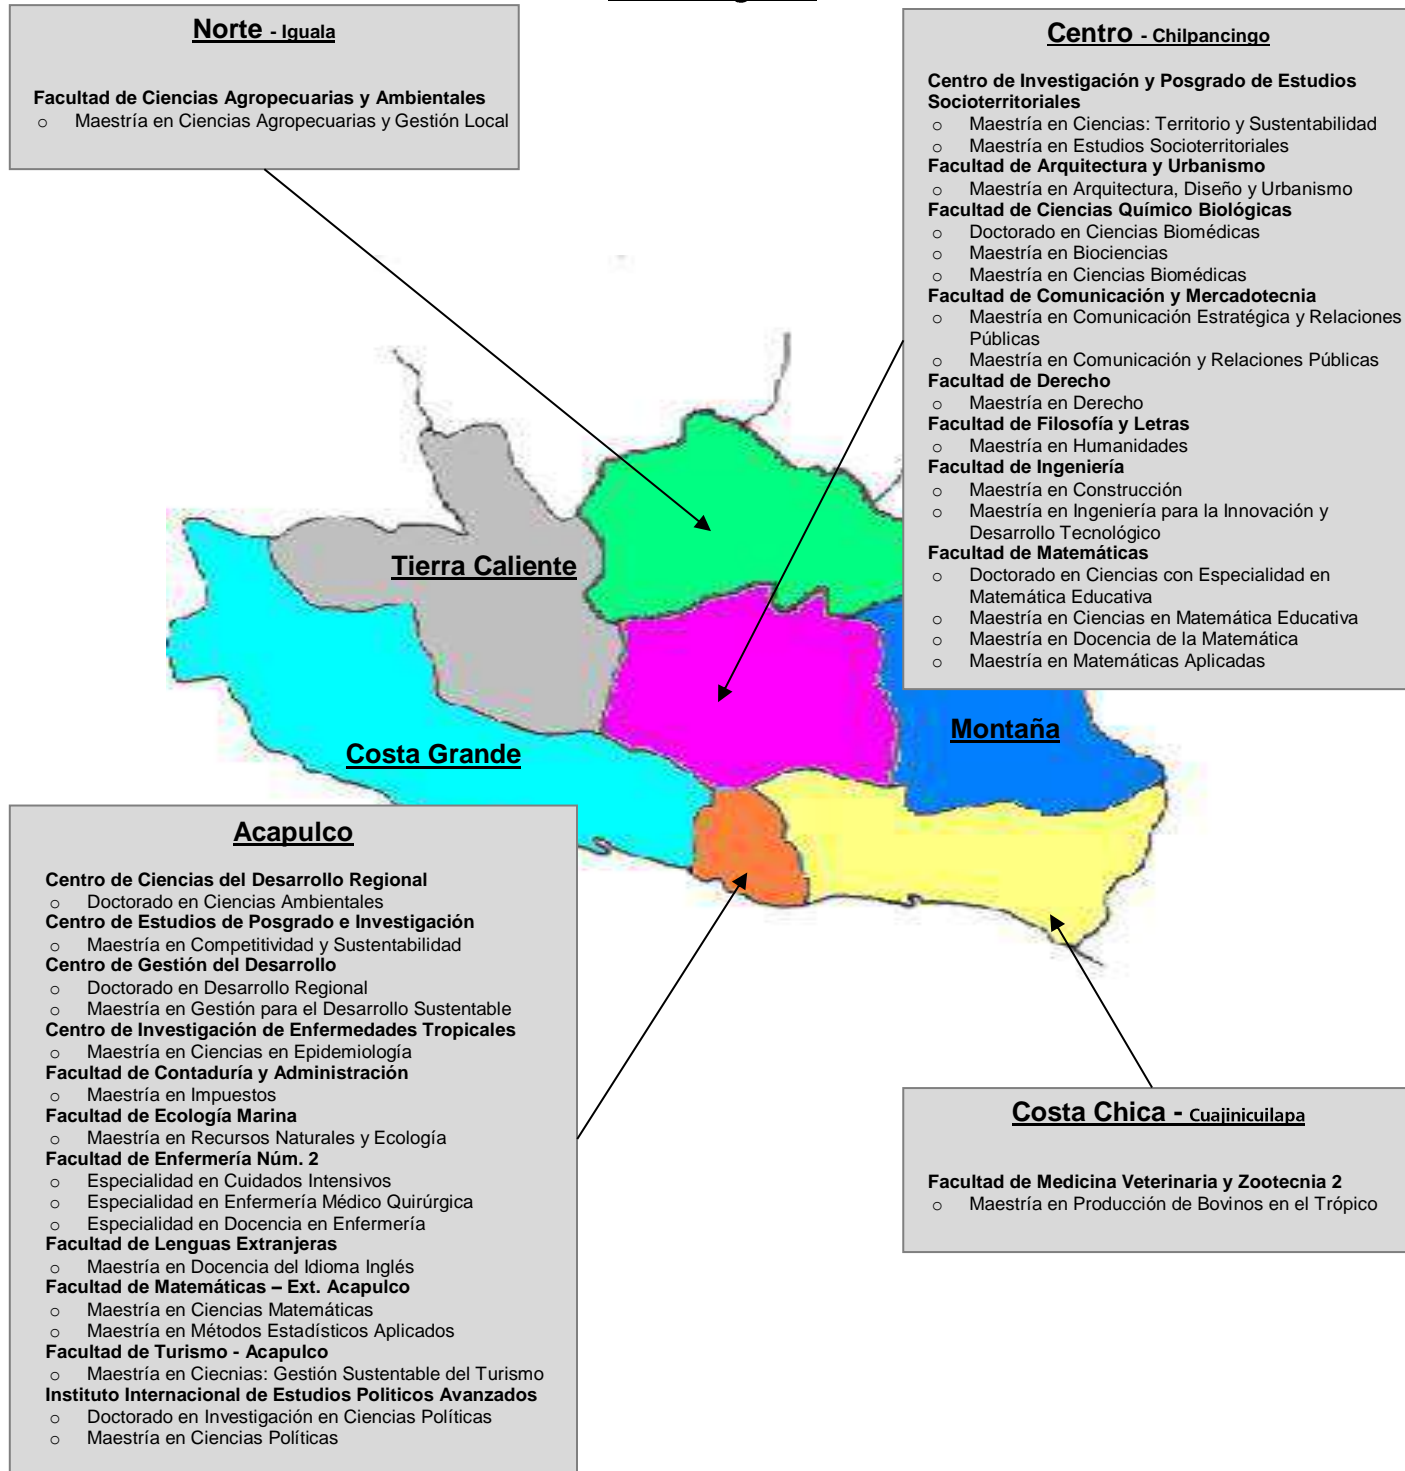 Norte - Iguala
Facultad de Ciencias Agropecuarias y Ambientales
o Maestría en Ciencias Agropecuarias y Gestión Local
Centro - Chilpancingo
Centro de Investigación y Posgrado de Estudios
Socioterritoriales
o Maestría en Ciencias: Territorio y Sustentabilidad
o Maestría en Estudios Socioterritoriales
Facultad de Arquitectura y Urbanismo
o Maestría en Arquitectura, Diseño y Urbanismo
Facultad de Ciencias Químico Biológicas
o Doctorado en Ciencias Biomédicas
o Maestría en Biociencias
o Maestría en Ciencias Biomédicas
Facultad de Comunicación y Mercadotecnia
o Maestría en Comunicación Estratégica y Relaciones
Públicas
o Maestría en Comunicación y Relaciones Públicas
Facultad de Derecho
o Maestría en Derecho
Facultad de Filosofía y Letras
o Maestría en Humanidades
Facultad de Ingeniería
o Maestría en Construcción
o Maestría en Ingeniería para la Innovación y
Desarrollo Tecnológico
Facultad de Matemáticas
o Doctorado en Ciencias con Especialidad en
Matemática Educativa
o Maestría en Ciencias en Matemática Educativa
o Maestría en Docencia de la Matemática
o Maestría en Matemáticas Aplicadas
Tierra Caliente
Montaña
Costa Grande
Acapulco
Centro de Ciencias del Desarrollo Regional
o Doctorado en Ciencias Ambientales
Centro de Estudios de Posgrado e Investigación
o Maestría en Competitividad y Sustentabilidad
Centro de Gestión del Desarrollo
o Doctorado en Desarrollo Regional
o Maestría en Gestión para el Desarrollo Sustentable
Centro de Investigación de Enfermedades Tropicales
o Maestría en Ciencias en Epidemiología
Facultad de Contaduría y Administración
o Maestría en Impuestos
Facultad de Ecología Marina
o Maestría en Recursos Naturales y Ecología
Facultad de Enfermería Núm. 2
o Especialidad en Cuidados Intensivos
o Especialidad en Enfermería Médico Quirúrgica
o Especialidad en Docencia en Enfermería
Facultad de Lenguas Extranjeras
o Maestría en Docencia del Idioma Inglés
Facultad de Matemáticas – Ext. Acapulco
o Maestría en Ciencias Matemáticas
o Maestría en Métodos Estadísticos Aplicados
Facultad de Turismo - Acapulco
o Maestría en Ciecnias: Gestión Sustentable del Turismo
Instituto Internacional de Estudios Politicos Avanzados
o Doctorado en Investigación en Ciencias Políticas
o Maestría en Ciencias Políticas
Costa Chica - Cuajinicuilapa
Facultad de Medicina Veterinaria y Zootecnia 2
o Maestría en Producción de Bovinos en el Trópico